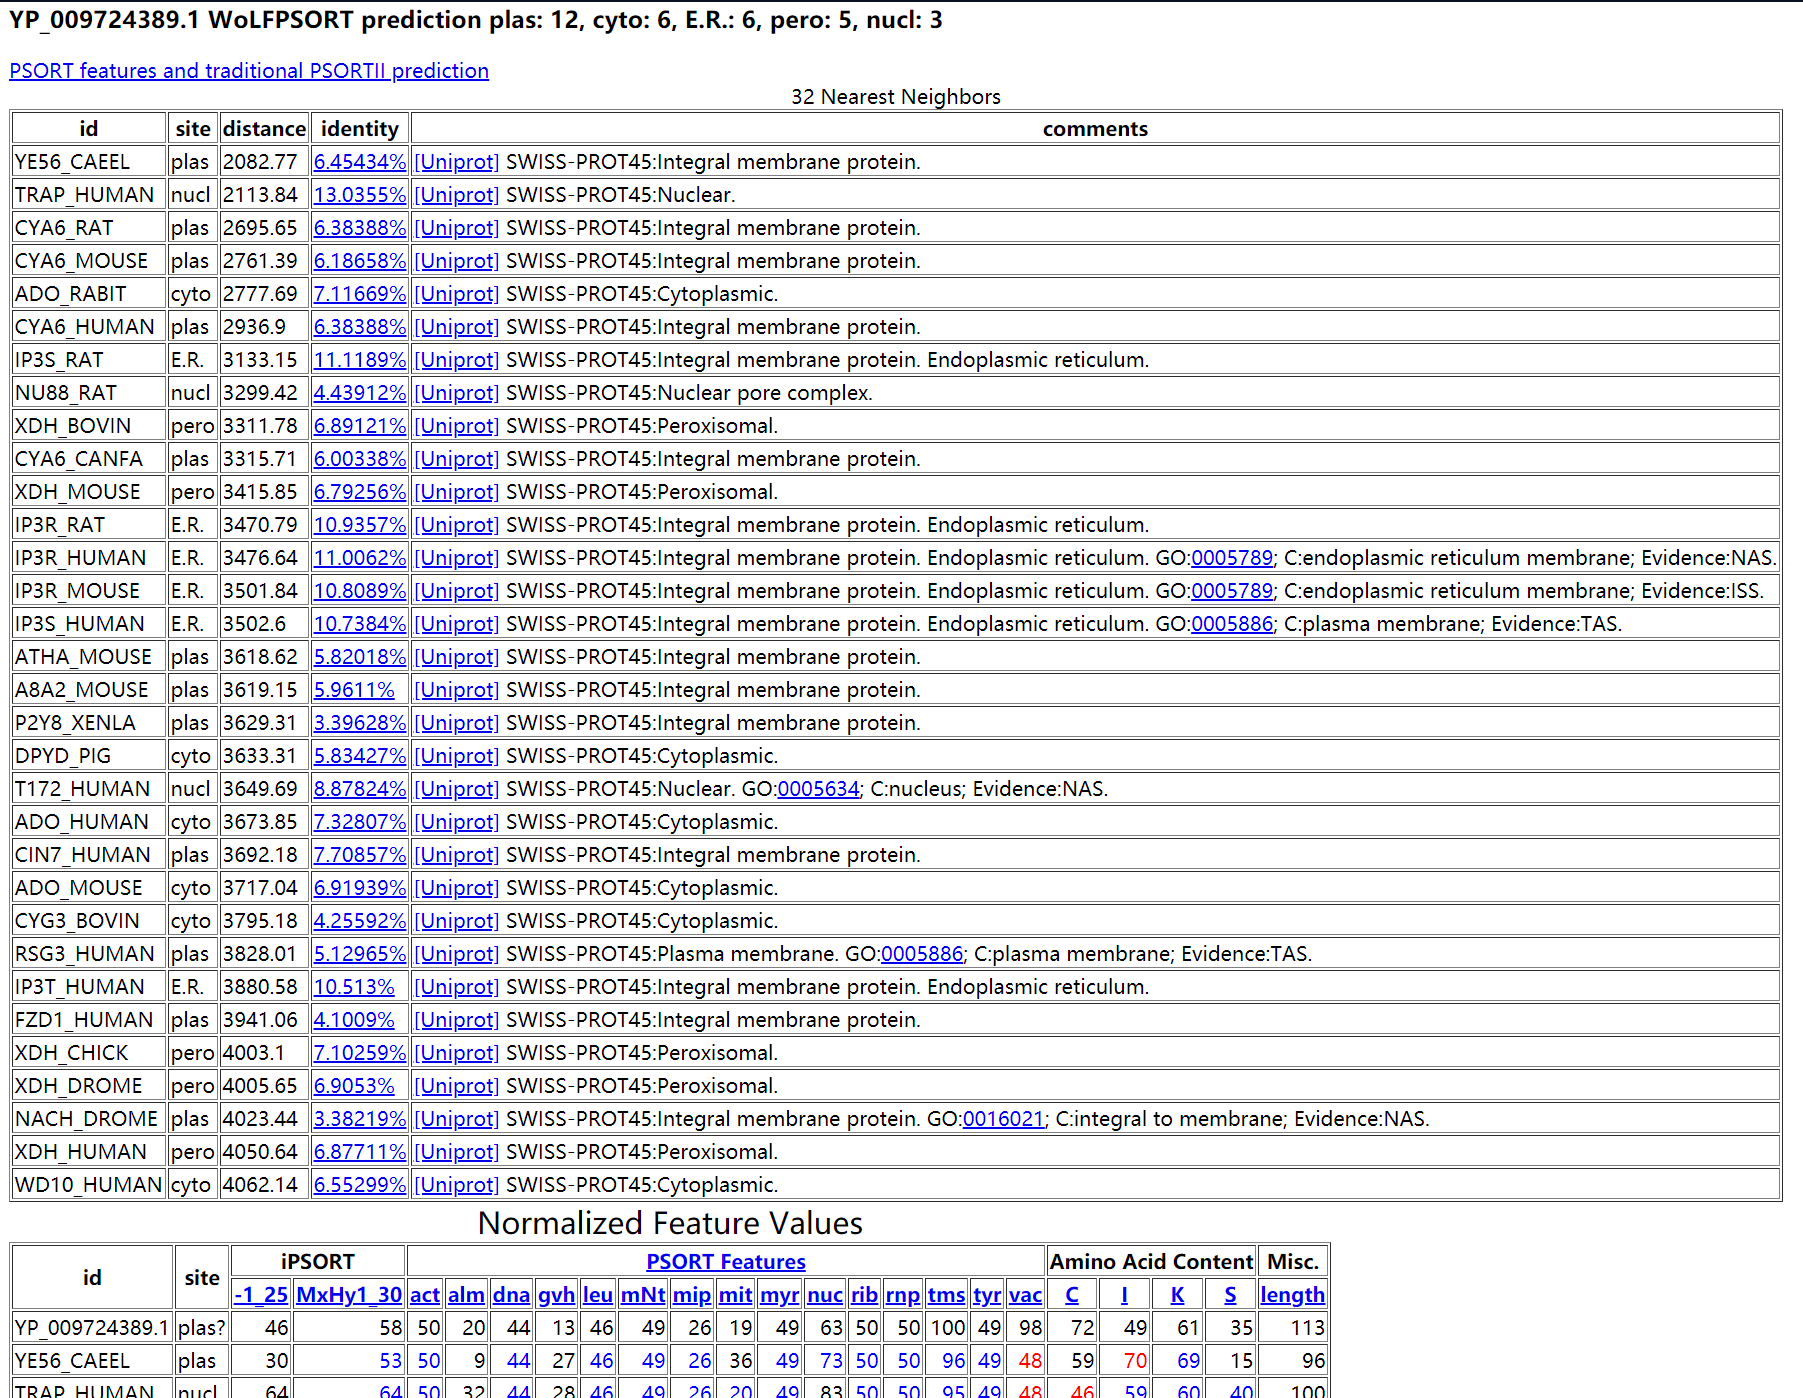 YP_009724389.1 WoLFPSORT prediction plas: 12, cyto: 6, E.R.: 6, pero: 5, nucl: 3
PSORT features and traditional PSORTII prediction
32 Nearest Neighbors
id site distance identity comments
YE56_CAEEL plas 2082.77 6.45434% [Uniprot] SWISS-PROT45:Integral membrane protein.
TRAP_HUMAN nucl 2113.84 13.0355% [Uniprot] SWISS-PROT45:Nuclear.
CYA6_RAT plas 2695.65 6.38388% [Uniprot] SWISS-PROT45:Integral membrane protein.
CYA6_MOUSE plas 2761.39 6.18658% [Uniprot] SWISS-PROT45:Integral membrane protein.
ADO_RABIT cyto 2777.69 7.11669% [Uniprot] SWISS-PROT45:Cytoplasmic.
CYA6_HUMAN plas 2936.9 6.38388% [Uniprot] SWISS-PROT45:Integral membrane protein.
IP3S_RAT E.R. 3133.15 11.1189% [Uniprot] SWISS-PROT45:Integral membrane protein. Endoplasmic reticulum.
NU88_RAT nucl 3299.42 4.43912% [Uniprot] SWISS-PROT45:Nuclear pore complex.
XDH_BOVIN pero 3311.78 6.89121% [Uniprot] SWISS-PROT45:Peroxisomal.
CYA6_CANFA plas 3315.71 6.00338% [Uniprot] SWISS-PROT45:Integral membrane protein.
XDH_MOUSE pero 3415.85 6.79256% [Uniprot] SWISS-PROT45:Peroxisomal.
IP3R_RAT E.R. 3470.79 10.9357% [Uniprot] SWISS-PROT45:Integral membrane protein. Endoplasmic reticulum.
IP3R_HUMAN E.R. 3476.64 11.0062% [Uniprot] SWISS-PROT45:Integral membrane protein. Endoplasmic reticulum. GO:0005789; C:endoplasmic reticulum membrane; Evidence:NAS.
IP3R_MOUSE E.R. 3501.84 10.8089% [Uniprot] SWISS-PROT45:Integral membrane protein. Endoplasmic reticulum. GO:0005789; C:endoplasmic reticulum membrane; Evidence:ISS.
IP3S_HUMAN E.R. 3502.6 10.7384% [Uniprot] SWISS-PROT45:Integral membrane protein. Endoplasmic reticulum. GO:0005886; C:plasma membrane; Evidence:TAS.
ATHA_MOUSE plas 3618.62 5.82018% [Uniprot] SWISS-PROT45:Integral membrane protein.
A8A2_MOUSE plas 3619.15 5.9611% [Uniprot] SWISS-PROT45:Integral membrane protein.
P2Y8_XENLA plas 3629.31 3.39628% [Uniprot] SWISS-PROT45:Integral membrane protein.
DPYD_PIG cyto 3633.31 5.83427% [Uniprot] SWISS-PROT45:Cytoplasmic.
T172_HUMAN nucl 3649.69 8.87824% [Uniprot] SWISS-PROT45:Nuclear. GO:0005634; C:nucleus; Evidence:NAS.
ADO_HUMAN cyto 3673.85 7.32807% [Uniprot] SWISS-PROT45:Cytoplasmic.
CIN7_HUMAN plas 3692.18 7.70857% [Uniprot] SWISS-PROT45:Integral membrane protein.
ADO_MOUSE cyto 3717.04 6.91939% [Uniprot] SWISS-PROT45:Cytoplasmic.
CYG3_BOVIN cyto 3795.18 4.25592% [Uniprot] SWISS-PROT45:Cytoplasmic.
RSG3_HUMAN plas 3828.01 5.12965% [Uniprot] SWISS-PROT45:Plasma membrane. GO:0005886; C:plasma membrane; Evidence:TAS.
IP3T_HUMAN E.R. 3880.58 10.513% [Uniprot] SWISS-PROT45:Integral membrane protein. Endoplasmic reticulum.
FZD1_HUMAN plas 3941.06 4.1009% [Uniprot] SWISS-PROT45:Integral membrane protein.
XDH_CHICK pero 4003.1 7.10259% [Uniprot] SWISS-PROT45:Peroxisomal.
XDH_DROME pero 4005.65 6.9053% [Uniprot] SWISS-PROT45:Peroxisomal.
NACH_DROME plas 4023.44 3.38219% [Uniprot] SWISS-PROT45:Integral membrane protein. GO:0016021; C:integral to membrane; Evidence:NAS.
XDH_HUMAN pero 4050.64 6.87711% [Uniprot] SWISS-PROT45:Peroxisomal.
WD10_HUMAN cyto 4062.14 6.55299% [Uniprot] SWISS-PROT45:Cytoplasmic.
Normalized Feature Values
id site iPSORT PSORT Features Amino Acid Content Misc.
-1_25 MxHy1_30 act alm dna gvh leu mNt mip mit myr nuc rib rnp tms tyr vac C I K S length
YP_009724389.1 plas? 46 58 50 20 44 13 46 49 26 19 49 63 50 50 100 49 98 72 49 61 35 113
YE56_CAEEL plas 30 53 50 9 44 27 46 49 26 36 49 73 50 50 96 49 48 59 70 69 15 96
TRAP_HUMAN nucl 64 64 50 32 44 28 46 49 26 20 49 83 50 50 95 49 48 46 59 60 40 100